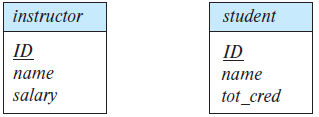 instructor
ID
name
salary
student
ID
name
tot_cred